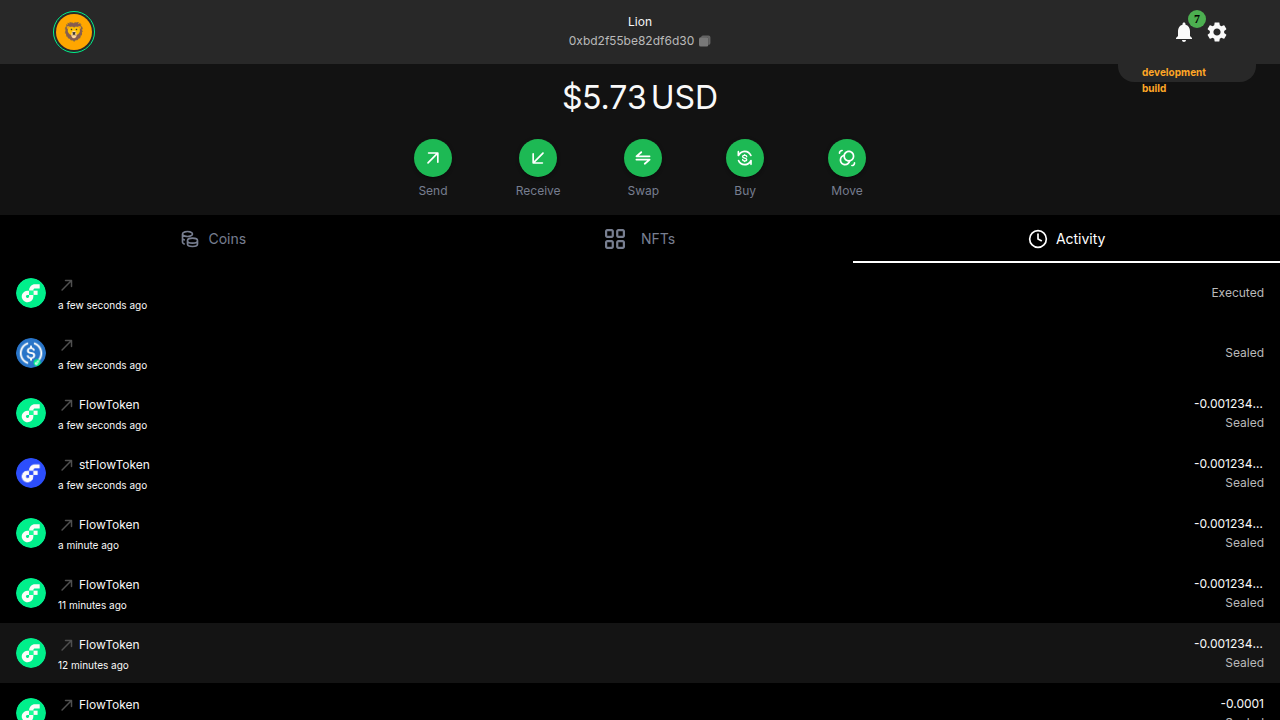 Lion
0xbd2f55be82df6d30
7
development
build
$5.73 USD
Send
Receive
Swap
Buy
Move
Coins
NFTs
Activity
a few seconds ago
Executed
a few seconds ago
Sealed
FlowToken
-0.001234...
a few seconds ago
Sealed
stFlowToken
-0.001234...
a few seconds ago
Sealed
FlowToken
-0.001234...
a minute ago
Sealed
FlowToken
-0.001234...
11 minutes ago
Sealed
FlowToken
-0.001234...
12 minutes ago
Sealed
FlowToken
-0.0001